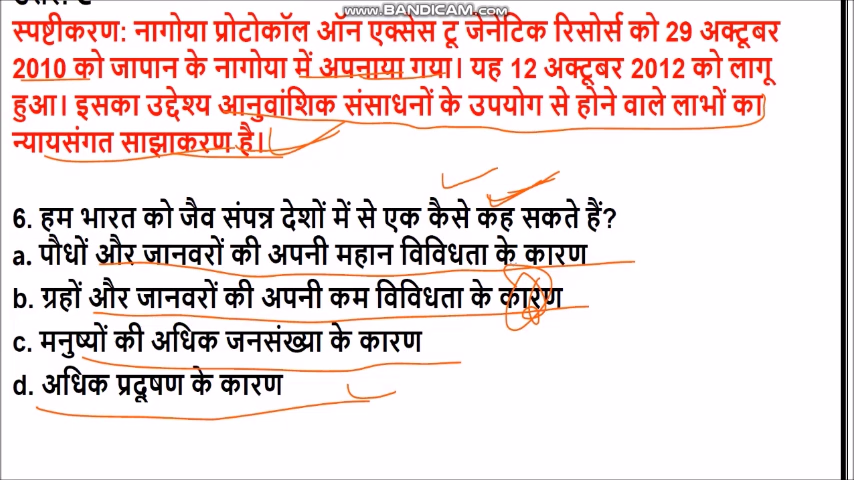 www.BANDICAM.com
स्पष्टीकरण: नागोया प्रोटोकॉल ऑन एक्सेस टू जेनेटिक रिसोर्स को 29 अक्टूबर
2010 को जापान के नागोया में अपनाया गया। यह 12 अक्टूबर 2012 को लागू
हुआ। इसका उद्देश्य आनुवांशिक संसाधनों के उपयोग से होने वाले लाभों का
न्यायसंगत साझाकरण है।
6. हम भारत को जैव संपन्न देशों में से एक कैसे कह सकते हैं?
a. पौधों और जानवरों की अपनी महान विविधता के कारण
b. ग्रहों और जानवरों की अपनी कम विविधता के कारण
c. मनुष्यों की अधिक जनसंख्या के कारण
d. अधिक प्रदूषण के कारण